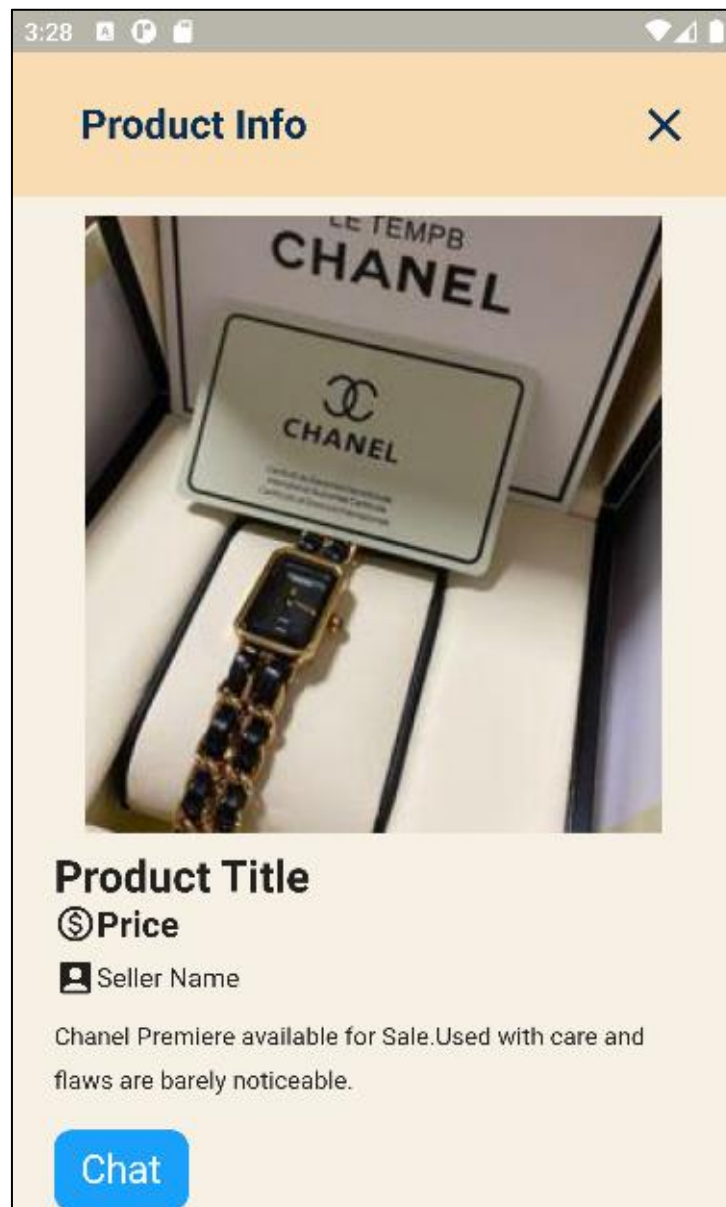 3:28
Product Info
LE TEMPB
CHANEL
CHANEL
Product Title
Price
Seller Name
Chanel Premiere available for Sale.Used with care and
flaws are barely noticeable.
Chat